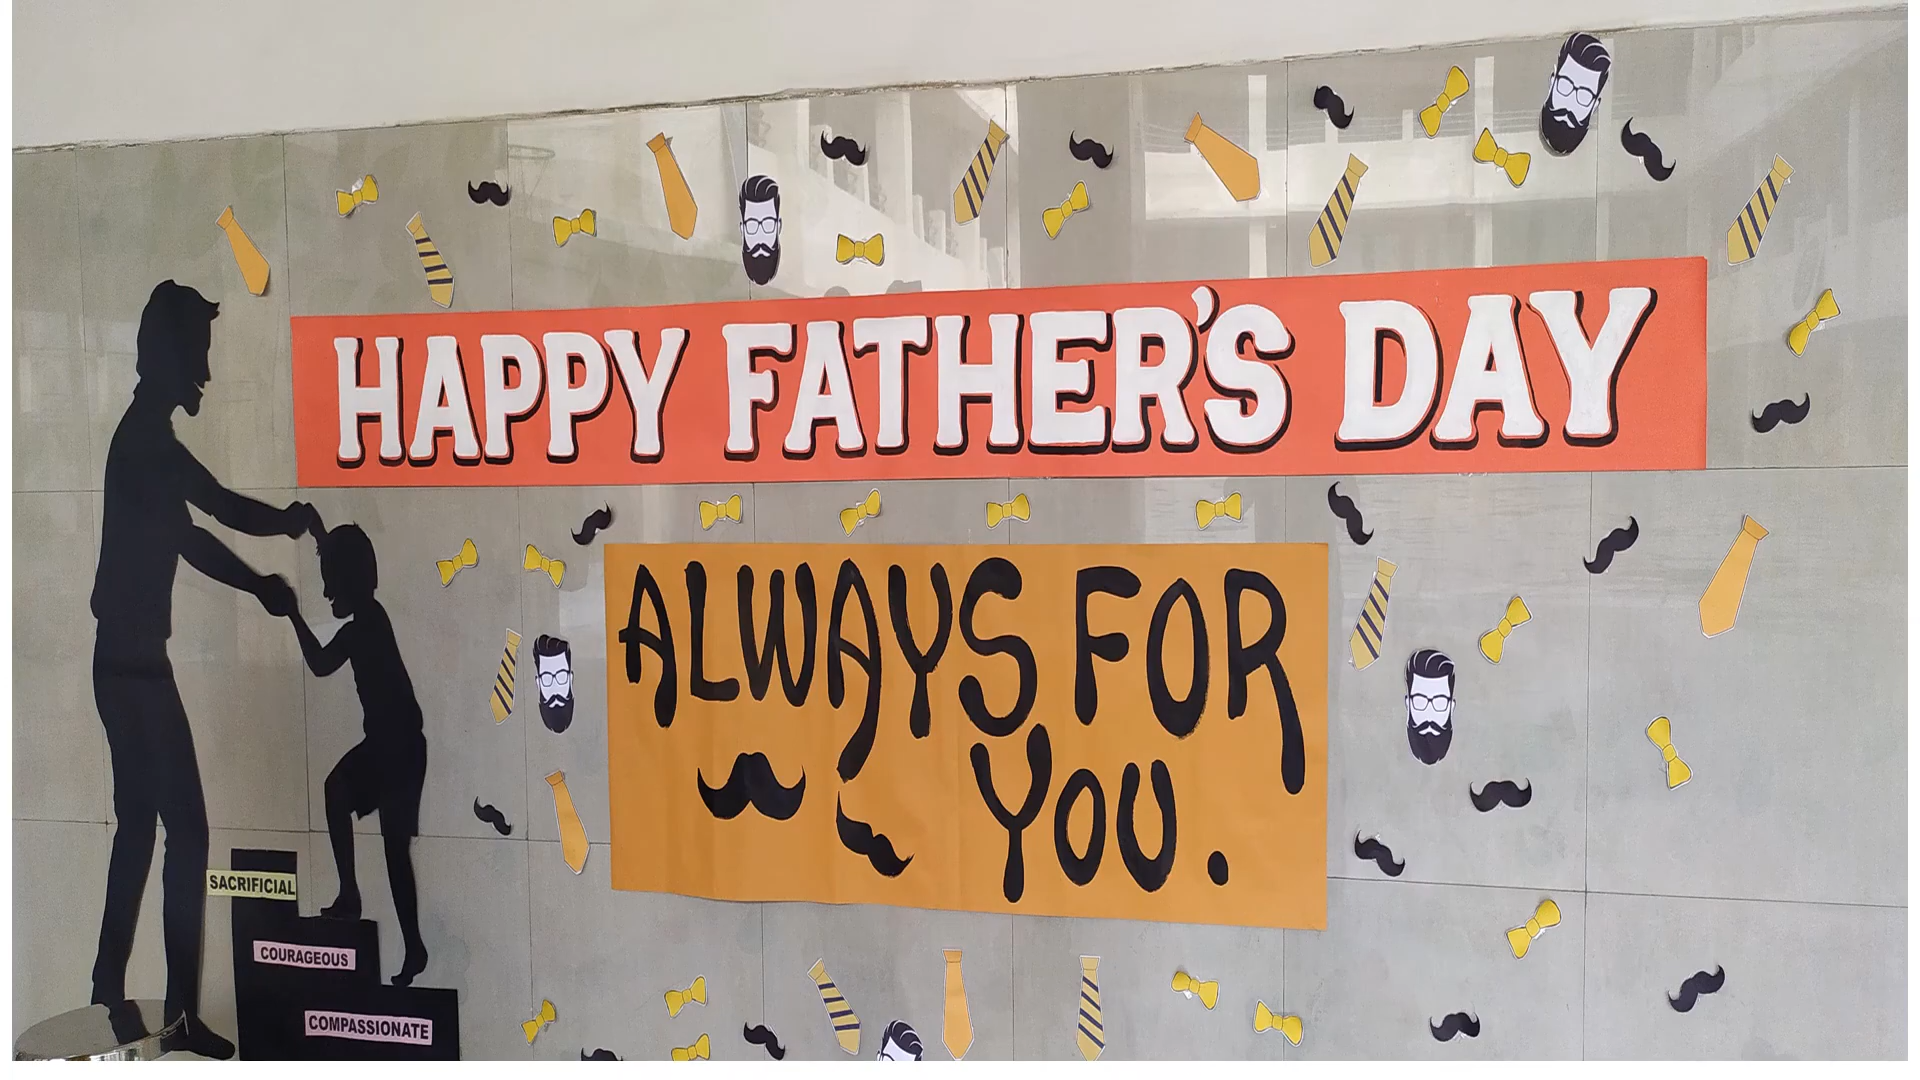 HAPPY FATHER'S DAY
ALWAYS FOR
YOU.
SACRIFICIAL
COURAGEOUS
COMPASSIONATE